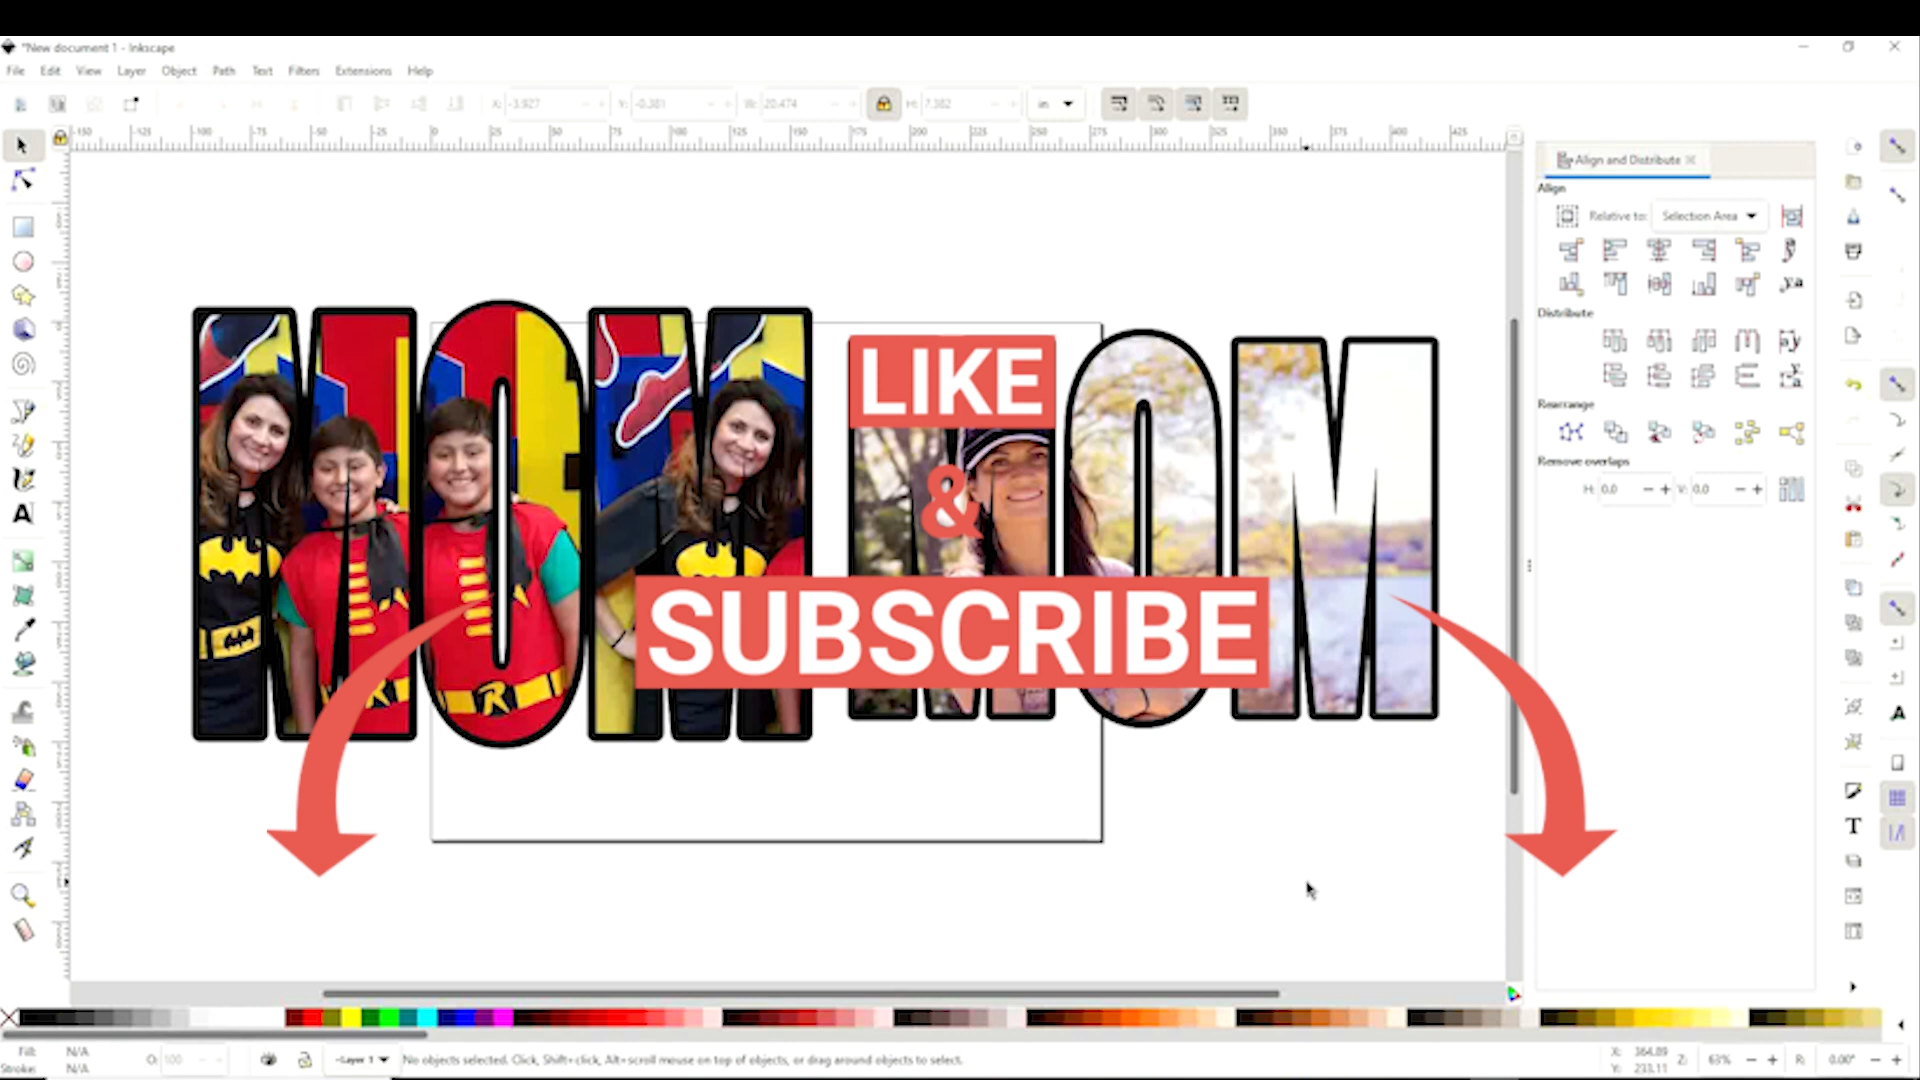 *New document 1 - Inkscape
File Edit View Layer Object Path Text Filters Extensions Help
X: -3.927 Y: -0.381 W: 20.474 H: 7.382 in
Align and Distribute
Align
Relative to: Selection Area
Distribute
Rearrange
Remove overlaps
H: 0.0 V: 0.0
MOM MOM
LIKE
&
SUBSCRIBE
Fill: N/A
Stroke: N/A
O: 100
-Layer 1
No objects selected. Click, Shift+click, Alt+scroll mouse on top of objects, or drag around objects to select.
X: 364.89
Y: 233.11
Z: 63%
R: 0.00°